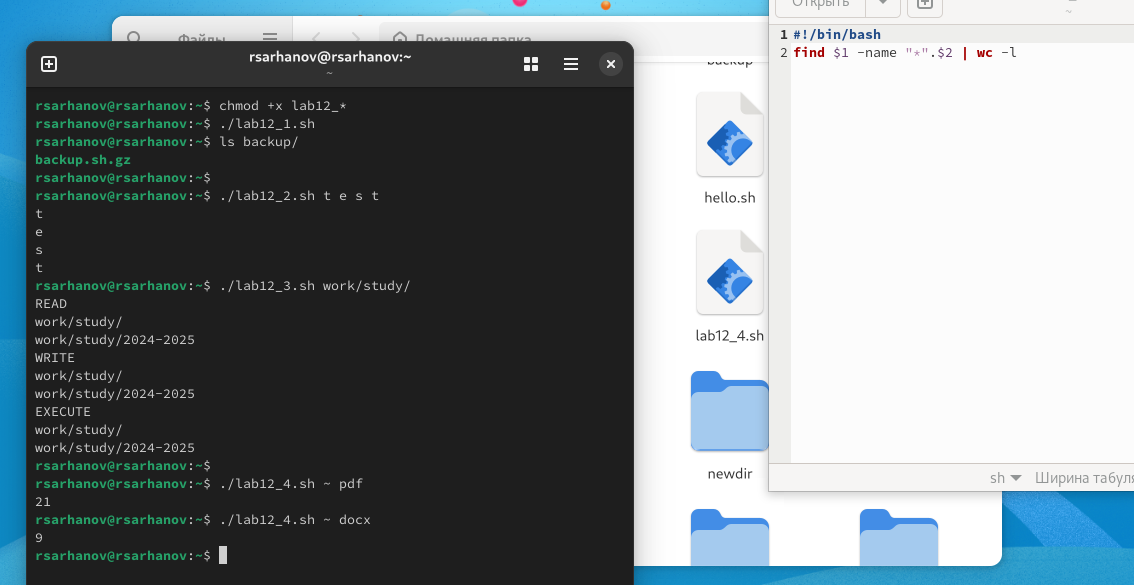 Файлы
Домашняя папка
Открыть
rsarhanov@rsarhanov:~
~
rsarhanov@rsarhanov:~$ chmod +x lab12_*
rsarhanov@rsarhanov:~$ ./lab12_1.sh
rsarhanov@rsarhanov:~$ ls backup/
backup.sh.gz
rsarhanov@rsarhanov:~$
rsarhanov@rsarhanov:~$ ./lab12_2.sh t e s t
t
e
s
t
rsarhanov@rsarhanov:~$ ./lab12_3.sh work/study/
READ
work/study/
work/study/2024-2025
WRITE
work/study/
work/study/2024-2025
EXECUTE
work/study/
work/study/2024-2025
rsarhanov@rsarhanov:~$
rsarhanov@rsarhanov:~$ ./lab12_4.sh ~ pdf
21
rsarhanov@rsarhanov:~$ ./lab12_4.sh ~ docx
9
rsarhanov@rsarhanov:~$
backup
hello.sh
lab12_4.sh
newdir
~
1 #!/bin/bash
2 find $1 -name "*".$2 | wc -l
sh
Ширина табуля